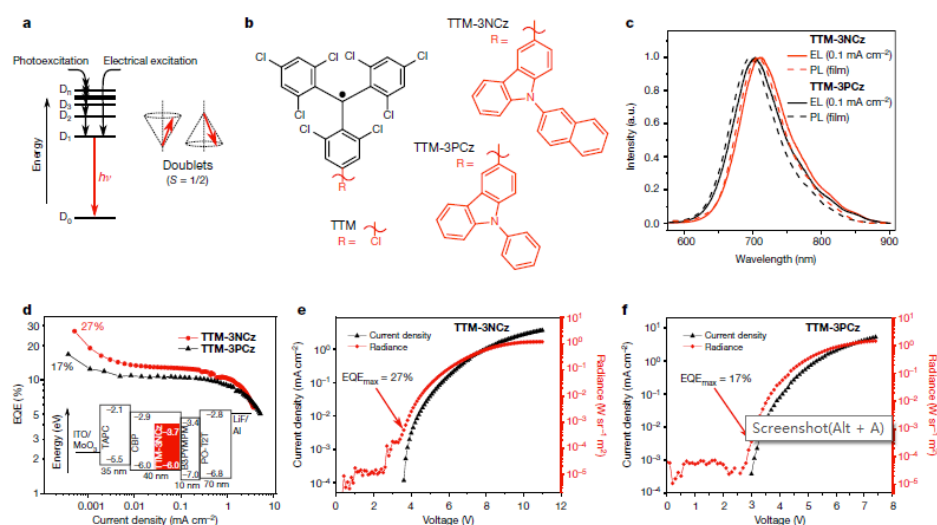 a
Photoexcitation
Electrical excitation
Dn
D3
D2
D1
D0
Energy
hν
Doublets
(S = 1/2)
b
Cl
Cl
Cl
Cl
Cl
Cl
Cl
Cl
R
TTM
R =
Cl
TTM-3NCz
R =
N
TTM-3PCz
R =
N
c
TTM-3NCz
EL (0.1 mA cm⁻²)
PL (film)
TTM-3PCz
EL (0.1 mA cm⁻²)
PL (film)
Intensity (a.u.)
1.0
0.8
0.6
0.4
0.2
0.0
600
700
800
900
Wavelength (nm)
d
27%
17%
TTM-3NCz
TTM-3PCz
EQE (%)
30
20
10
5
1
Energy (eV)
ITO/
MoO3
–2.1
TAPC
–5.5
35 nm
–2.9
CBP
–6.0
–3.7
TTM-3NCz
–6.0
40 nm
–3.4
B3PYMPM
–7.0
10 nm
–2.8
PO-T2T
–6.8
70 nm
LiF/
Al
0.001
0.01
0.1
1
10
Current density (mA cm⁻²)
e
Current density
Radiance
TTM-3NCz
EQEmax = 27%
Current density (mA cm⁻²)
10⁰
10⁻¹
10⁻²
10⁻³
10⁻⁴
Radiance (W sr⁻¹ m²)
10²
10¹
10⁰
10⁻¹
10⁻²
10⁻³
10⁻⁴
10⁻⁵
0
2
4
6
8
10
12
Voltage (V)
f
Current density
Radiance
TTM-3PCz
EQEmax = 17%
Screenshot(Alt + A)
Current density (mA cm⁻²)
10¹
10⁰
10⁻¹
10⁻²
10⁻³
10⁻⁴
Radiance (W sr⁻¹ m²)
10¹
10⁰
10⁻¹
10⁻²
10⁻⁴
10⁻⁵
0
1
2
3
4
5
6
7
8
Voltage (V)